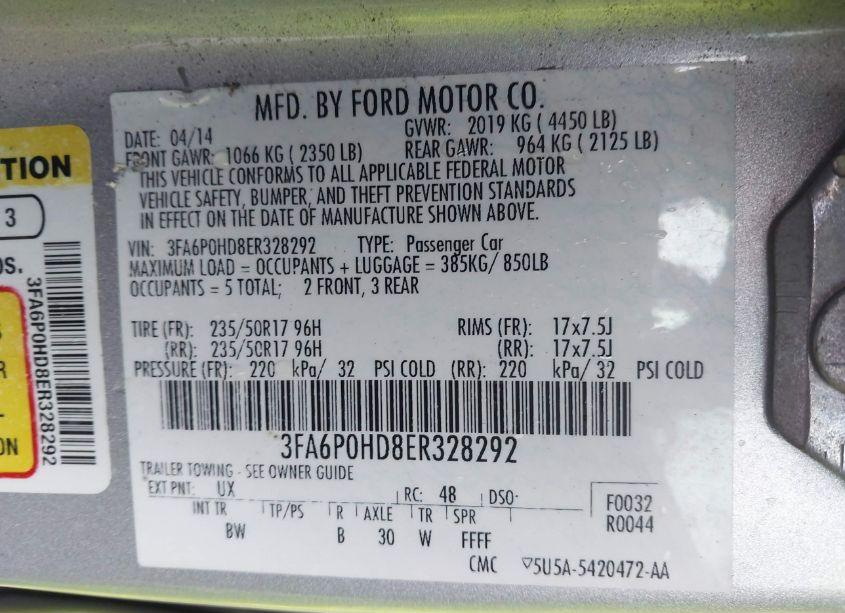 MFD. BY FORD MOTOR CO.
DATE: 04/14
GVWR: 2019 KG ( 4450 LB)
FRONT GAWR: 1066 KG ( 2350 LB)
REAR GAWR: 964 KG ( 2125 LB)
THIS VEHICLE CONFORMS TO ALL APPLICABLE FEDERAL MOTOR
VEHICLE SAFETY, BUMPER, AND THEFT PREVENTION STANDARDS
IN EFFECT ON THE DATE OF MANUFACTURE SHOWN ABOVE.
VIN: 3FA6P0HD8ER328292 TYPE: Passenger Car
MAXIMUM LOAD = OCCUPANTS + LUGGAGE = 385KG/ 850LB
OCCUPANTS = 5 TOTAL; 2 FRONT, 3 REAR
TIRE (FR): 235/50R17 96H RIMS (FR): 17x7.5J
(RR): 235/50R17 96H (RR): 17x7.5J
PRESSURE (FR): 220 kPa/ 32 PSI COLD (RR): 220 kPa/ 32 PSI COLD
3FA6P0HD8ER328292
TRAILER TOWING - SEE OWNER GUIDE
EXT PNT: UX RC: 48 DSO:
INT TR TP/PS R AXLE TR SPR
BW B 30 W FFFF
F0032
R0044
CMC ▽5U5A-5420472-AA
3
3FA6P0HD8ER328292